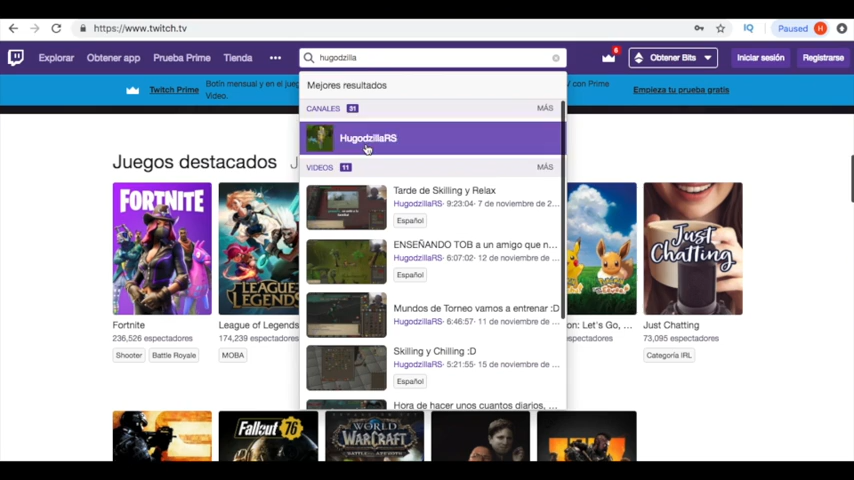 https://www.twitch.tv
Paused
H
IQ
Explorar
Obtener app
Prueba Prime
Tienda
hugodzilla
6
Obtener Bits
Iniciar sesión
Registrarse
Twitch Prime
Botín mensual y en el jueg
Video.
con Prime
Empieza tu prueba gratis
Mejores resultados
CANALES 31
MÁS
HugodzillaRS
VIDEOS 11
MÁS
Tarde de Skilling y Relax
HugodzillaRS· 9:23:04· 7 de noviembre de 2...
Español
ENSEÑANDO TOB a un amigo que n...
HugodzillaRS· 6:07:02· 12 de noviembre de ...
Español
Mundos de Torneo vamos a entrenar :D
HugodzillaRS· 6:46:57· 11 de noviembre de ...
Skilling y Chilling :D
HugodzillaRS· 5:21:55· 15 de noviembre de ...
Español
Hora de hacer unos cuantos diarios, ...
Juegos destacados
FORTNITE
LEAGUE
LEGENDS
Just
Chatting
Fortnite
236,526 espectadores
Shooter
Battle Royale
League of Legends
174,239 espectadores
MOBA
on: Let's Go, ...
espectadores
Just Chatting
73,095 espectadores
Categoría IRL
Fallout 76
WORLD
WARCRAFT